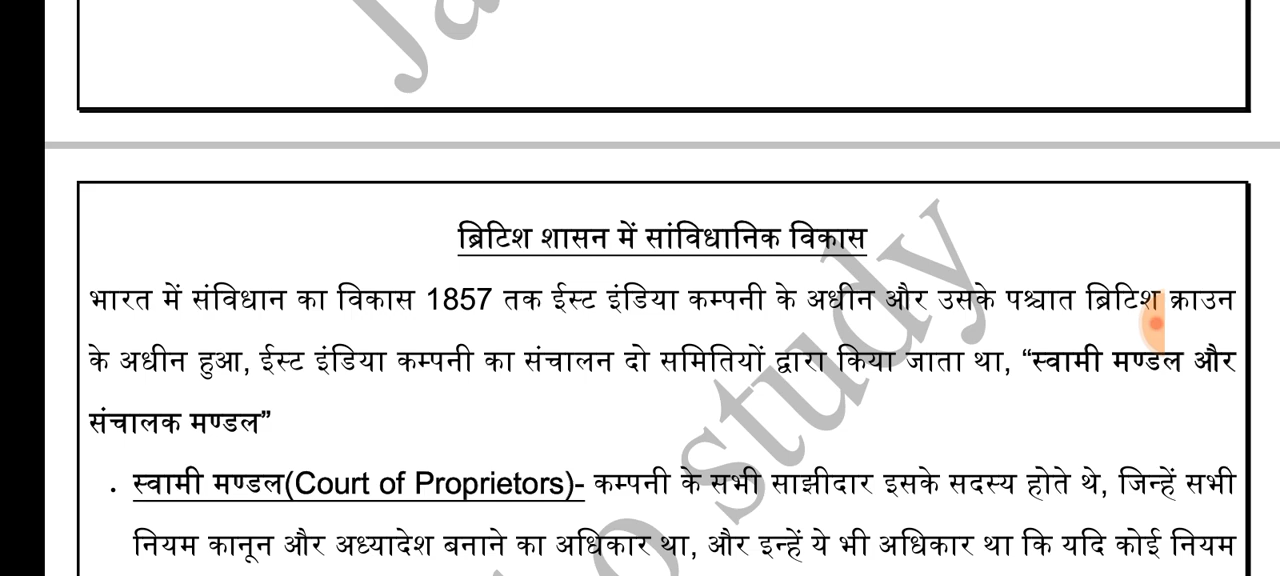 ब्रिटिश शासन में सांविधानिक विकास
भारत में संविधान का विकास 1857 तक ईस्ट इंडिया कम्पनी के अधीन और उसके पश्चात ब्रिटिश क्राउन
के अधीन हुआ, ईस्ट इंडिया कम्पनी का संचालन दो समितियों द्वारा किया जाता था, “स्वामी मण्डल और
संचालक मण्डल”
. स्वामी मण्डल(Court of Proprietors)- कम्पनी के सभी साझीदार इसके सदस्य होते थे, जिन्हें सभी
नियम कानून और अध्यादेश बनाने का अधिकार था, और इन्हें ये भी अधिकार था कि यदि कोई नियम
study